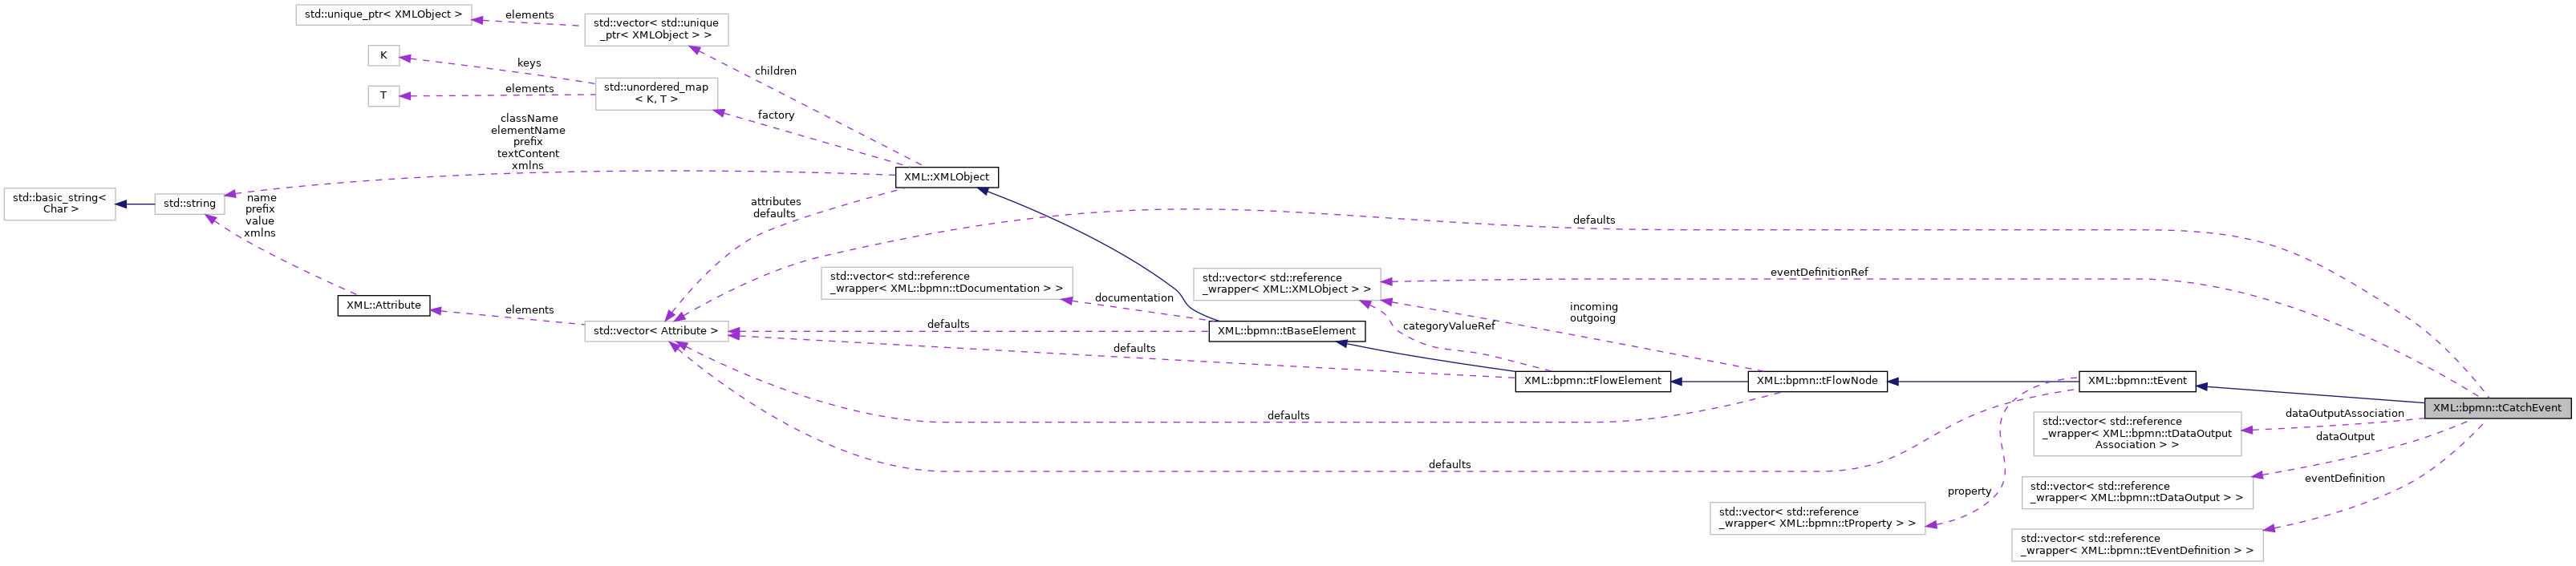 std::unique_ptr< XMLObject >
elements
std::vector< std::unique
_ptr< XMLObject > >
K
keys
children
T
elements
std::unordered_map
< K, T >
factory
className
elementName
prefix
textContent
xmlns
XML::XMLObject
std::basic_string<
Char >
std::string
name
prefix
value
xmlns
attributes
defaults
defaults
std::vector< std::reference
_wrapper< XML::bpmn::tDocumentation > >
std::vector< std::reference
_wrapper< XML::XMLObject > >
eventDefinitionRef
documentation
XML::Attribute
elements
std::vector< Attribute >
defaults
XML::bpmn::tBaseElement
categoryValueRef
incoming
outgoing
defaults
XML::bpmn::tFlowElement
XML::bpmn::tFlowNode
XML::bpmn::tEvent
XML::bpmn::tCatchEvent
defaults
defaults
std::vector< std::reference
_wrapper< XML::bpmn::tDataOutput
Association > >
dataOutputAssociation
dataOutput
eventDefinition
property
std::vector< std::reference
_wrapper< XML::bpmn::tDataOutput > >
std::vector< std::reference
_wrapper< XML::bpmn::tProperty > >
std::vector< std::reference
_wrapper< XML::bpmn::tEventDefinition > >